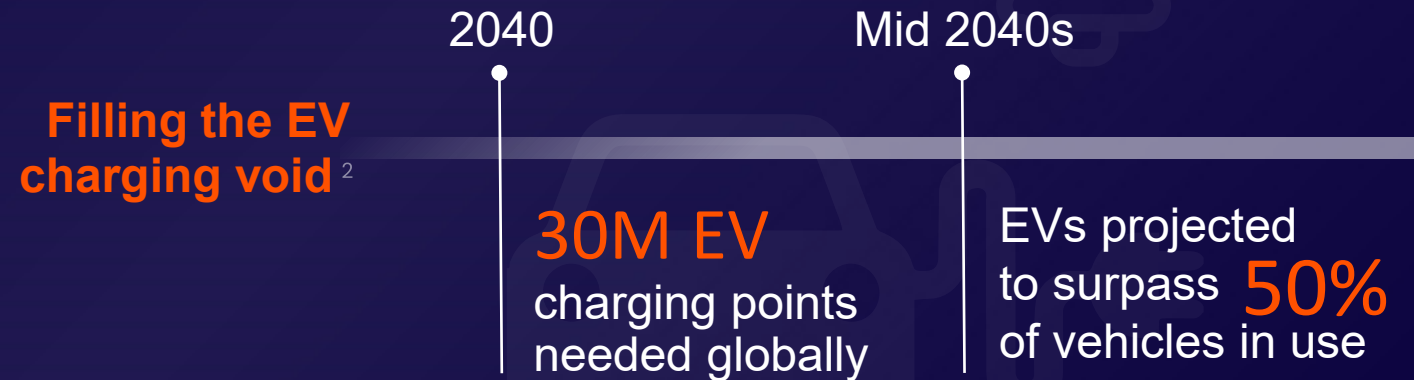 2040
Mid 2040s
Filling the EV
charging void 2
30M EV
charging points
needed globally
EVs projected
to surpass 50%
of vehicles in use